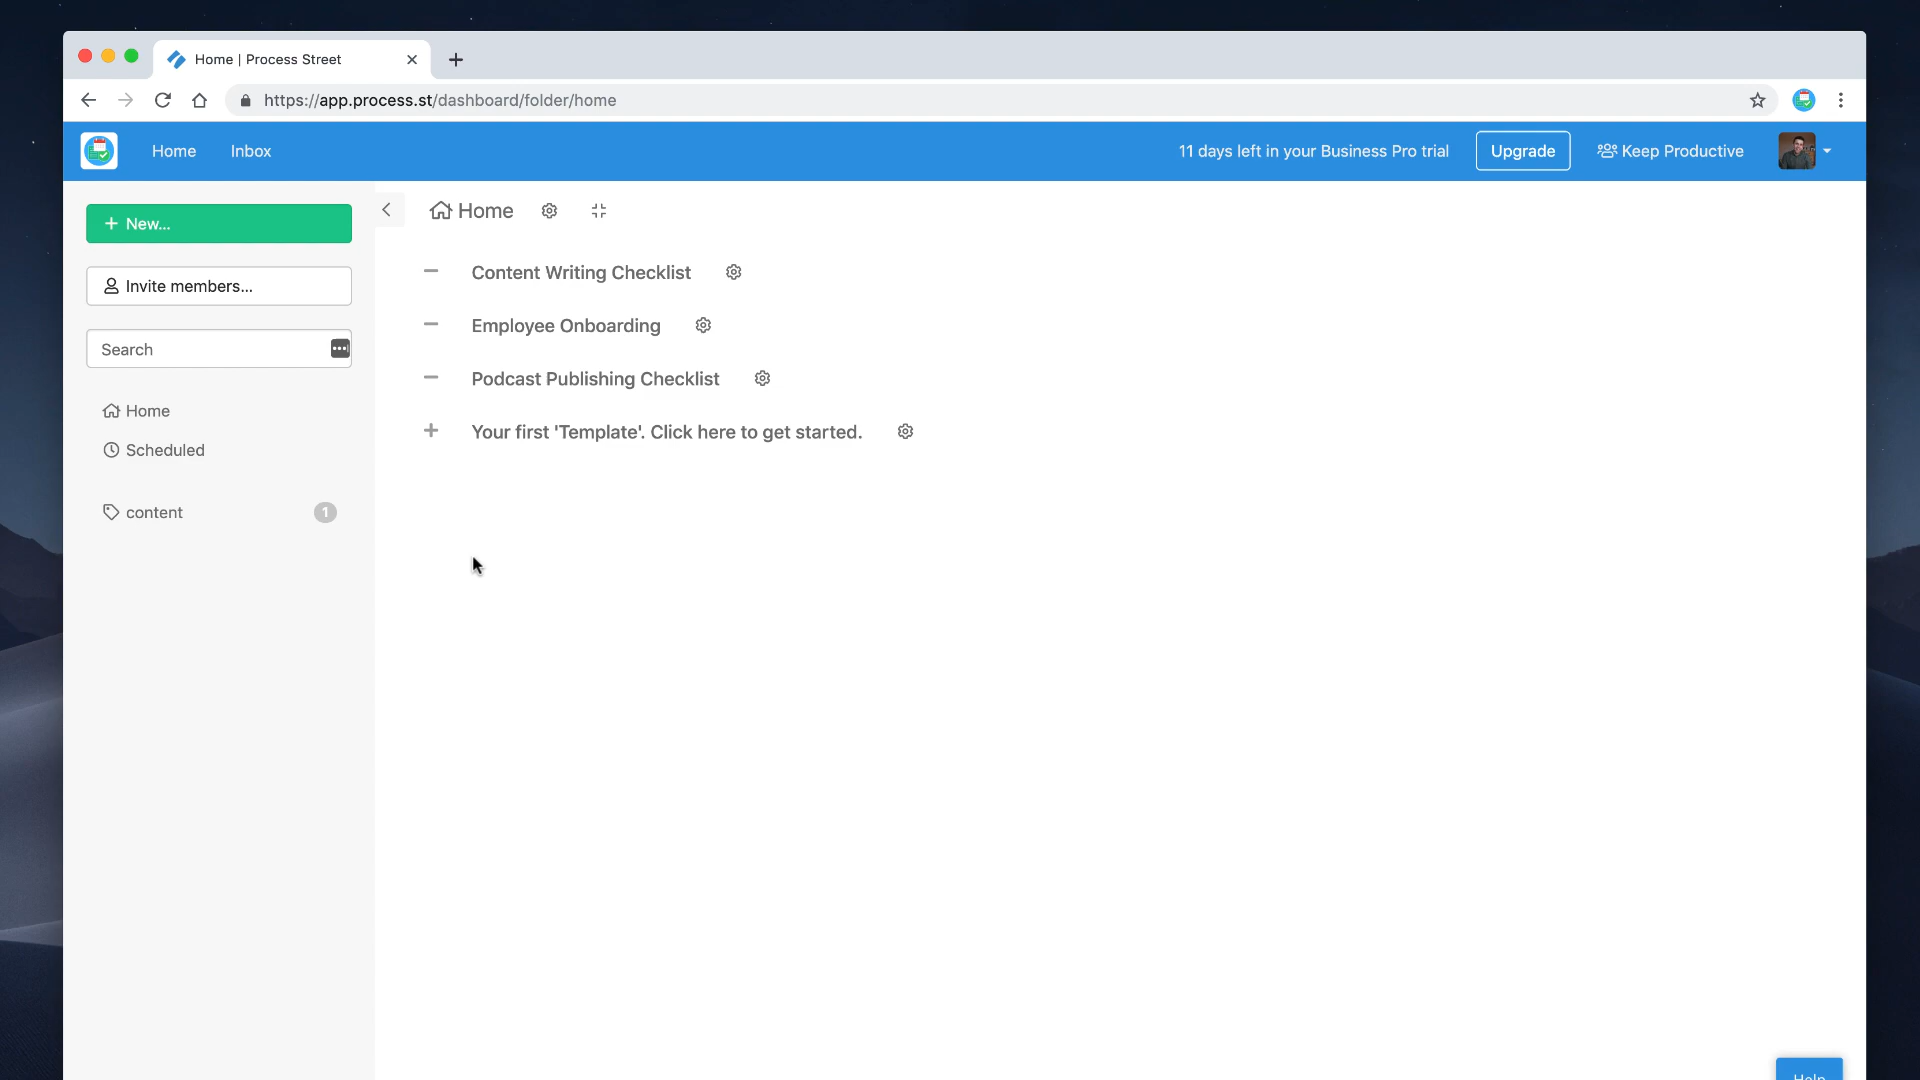 Home | Process Street
https://app.process.st/dashboard/folder/home
Home
Inbox
11 days left in your Business Pro trial
Upgrade
Keep Productive
+ New...
Invite members...
Search
Home
Scheduled
content
1
Home
Content Writing Checklist
Employee Onboarding
Podcast Publishing Checklist
Your first 'Template'. Click here to get started.
Help